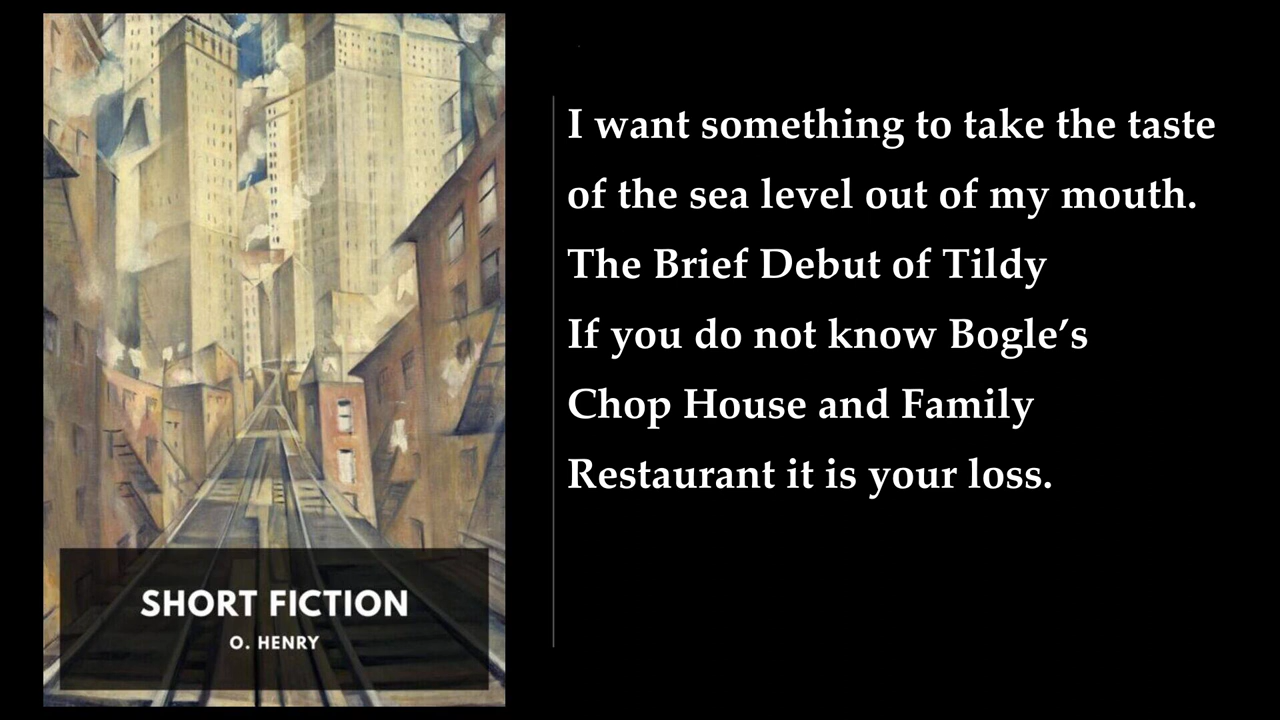 SHORT FICTION
O. HENRY
I want something to take the taste
of the sea level out of my mouth.
The Brief Debut of Tildy
If you do not know Bogle’s
Chop House and Family
Restaurant it is your loss.